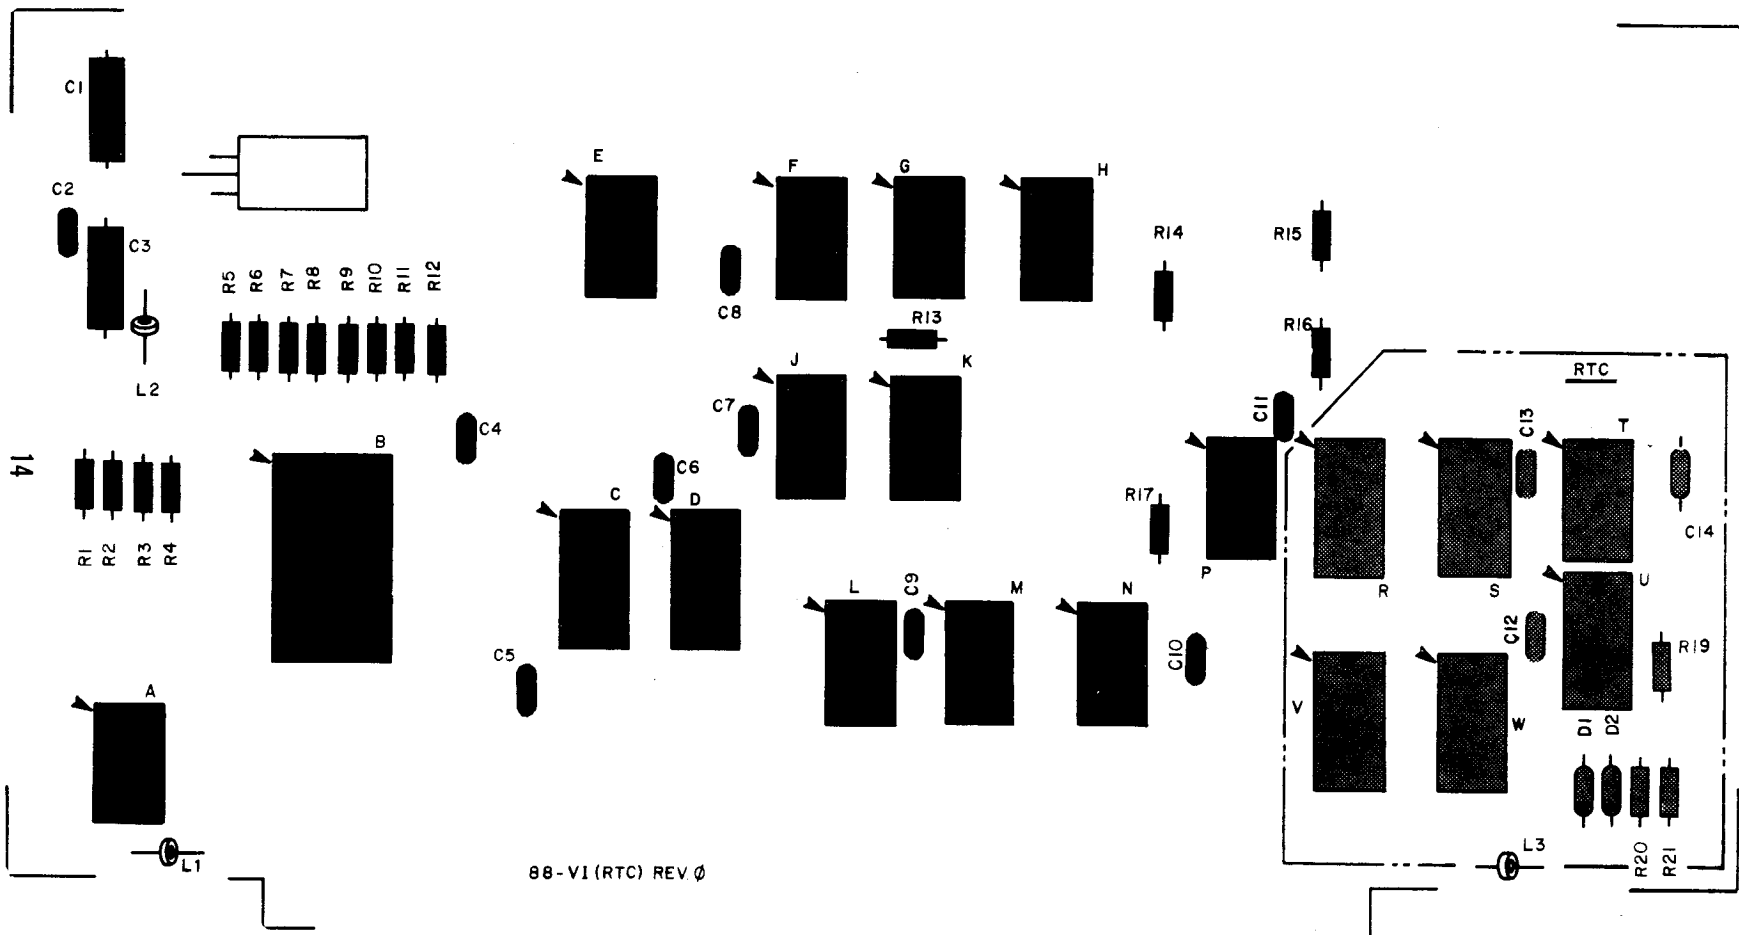 C1
E
F
G
H
C2
C3
R14
R15
R5
R6
R7
R8
R9
R10
R11
R12
C8
R13
R16
L2
J
K
RTC
C7
C11
C4
B
C13
T
14
C6
C
D
R17
C14
R1
R2
R3
R4
P
R
S
U
L
C9
M
N
C12
C5
C10
R19
A
V
W
D1
D2
L1
88-VI (RTC) REV. Ø
L3
R20
R21